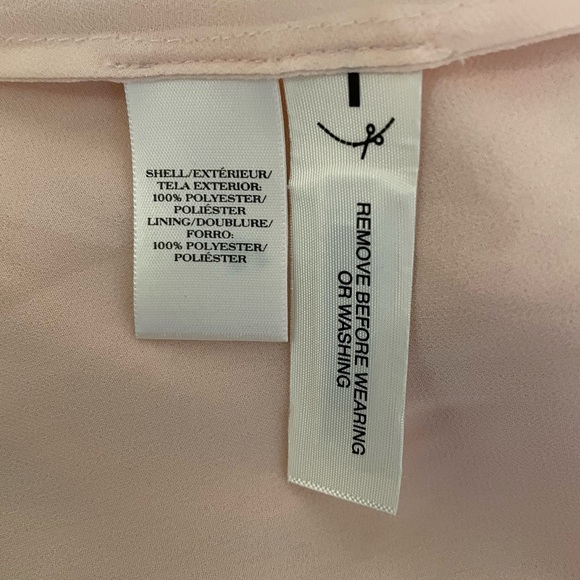 SHELL/EXTÉRIEUR/
TELA EXTERIOR:
100% POLYESTER/
POLIÉSTER
LINING/DOUBLURE/
FORRO:
100% POLYESTER/
POLIÉSTER
REMOVE BEFORE WEARING
OR WASHING